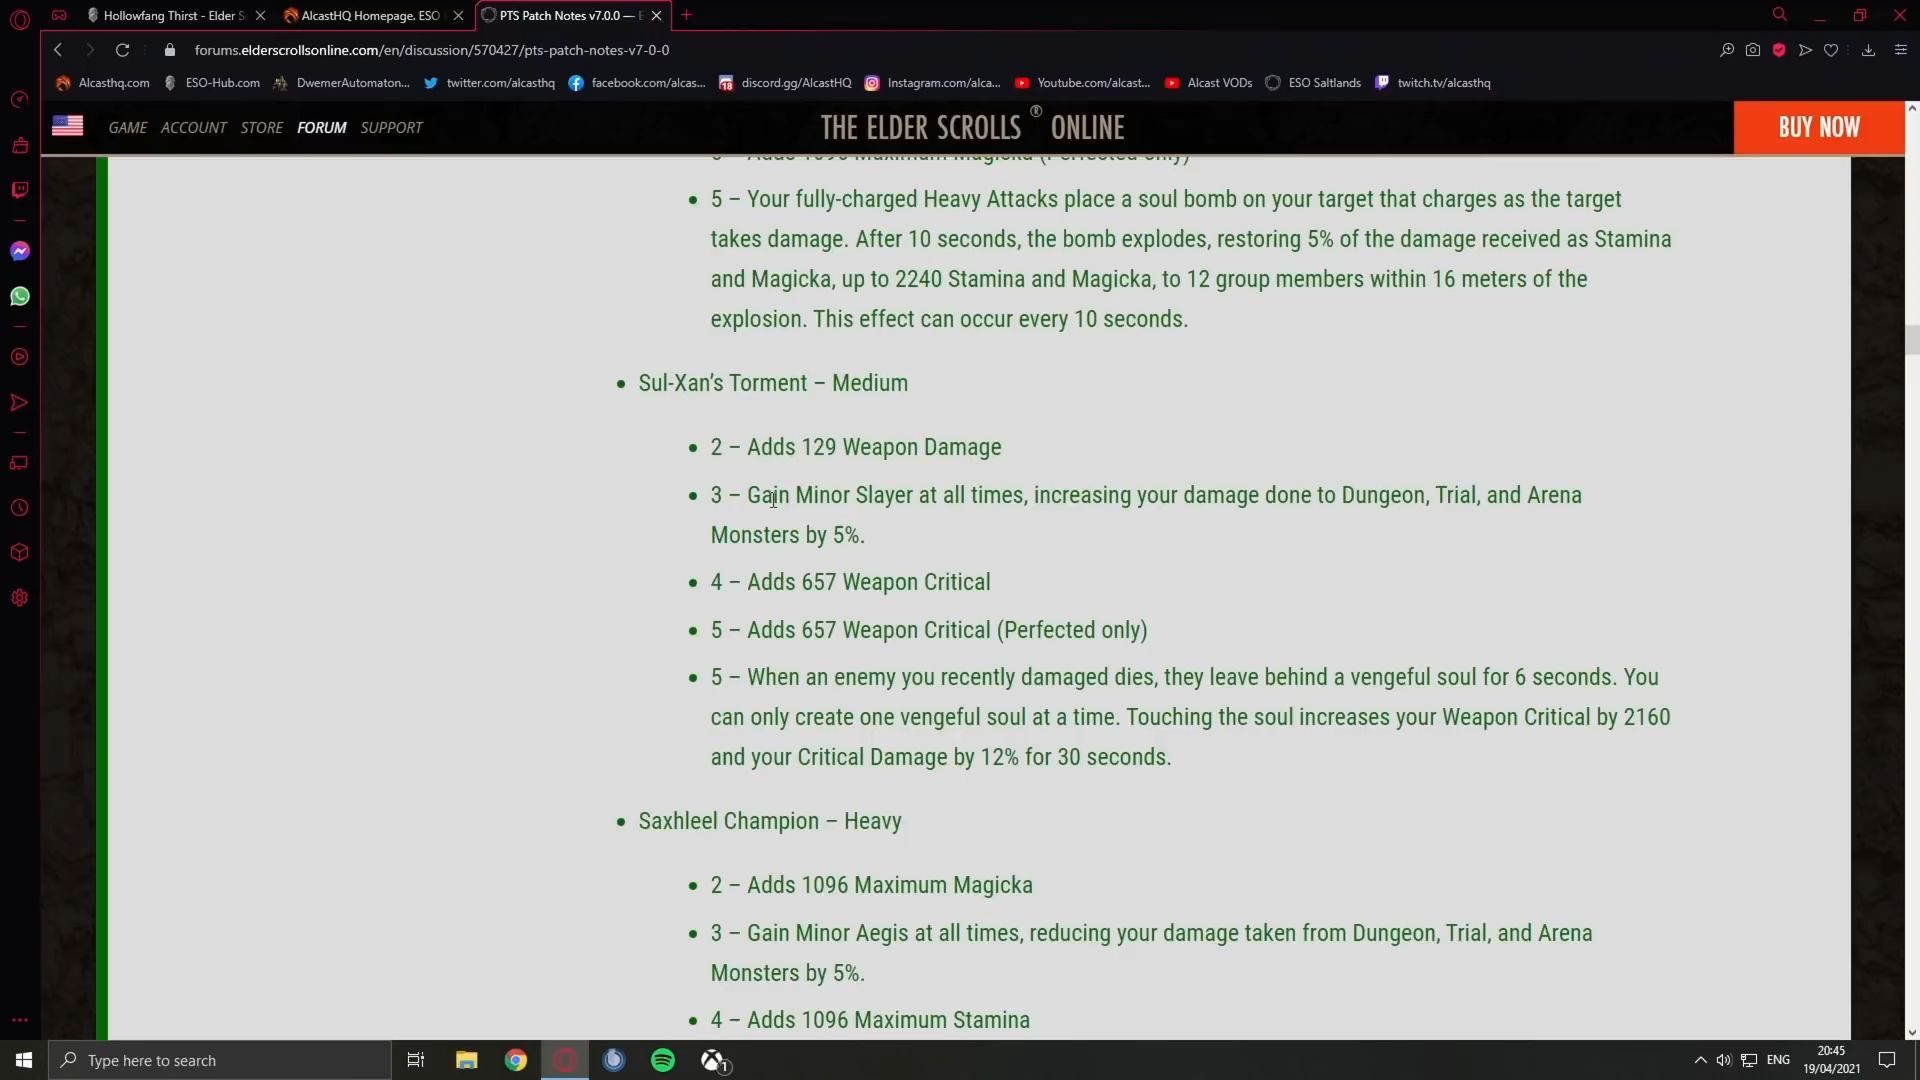 Hollowfang Thirst - Elder S
AlcastHQ Homepage. ESO
PTS Patch Notes v7.0.0 — E
forums.elderscrollsonline.com/en/discussion/570427/pts-patch-notes-v7-0-0
Alcasthq.com
ESO-Hub.com
DwemerAutomaton...
twitter.com/alcasthq
facebook.com/alcas...
18
discord.gg/AlcastHQ
Instagram.com/alca...
Youtube.com/alcast...
Alcast VODs
ESO Saltlands
twitch.tv/alcasthq
GAME ACCOUNT STORE FORUM SUPPORT
THE ELDER SCROLLS ® ONLINE
BUY NOW
5 – Adds 1096 Maximum Magicka (Perfected only)
5 – Your fully-charged Heavy Attacks place a soul bomb on your target that charges as the target
takes damage. After 10 seconds, the bomb explodes, restoring 5% of the damage received as Stamina
and Magicka, up to 2240 Stamina and Magicka, to 12 group members within 16 meters of the
explosion. This effect can occur every 10 seconds.
Sul-Xan’s Torment – Medium
2 – Adds 129 Weapon Damage
3 – Gain Minor Slayer at all times, increasing your damage done to Dungeon, Trial, and Arena
Monsters by 5%.
4 – Adds 657 Weapon Critical
5 – Adds 657 Weapon Critical (Perfected only)
5 – When an enemy you recently damaged dies, they leave behind a vengeful soul for 6 seconds. You
can only create one vengeful soul at a time. Touching the soul increases your Weapon Critical by 2160
and your Critical Damage by 12% for 30 seconds.
Saxhleel Champion – Heavy
2 – Adds 1096 Maximum Magicka
3 – Gain Minor Aegis at all times, reducing your damage taken from Dungeon, Trial, and Arena
Monsters by 5%.
4 – Adds 1096 Maximum Stamina
Type here to search
1
ENG
20:45
19/04/2021